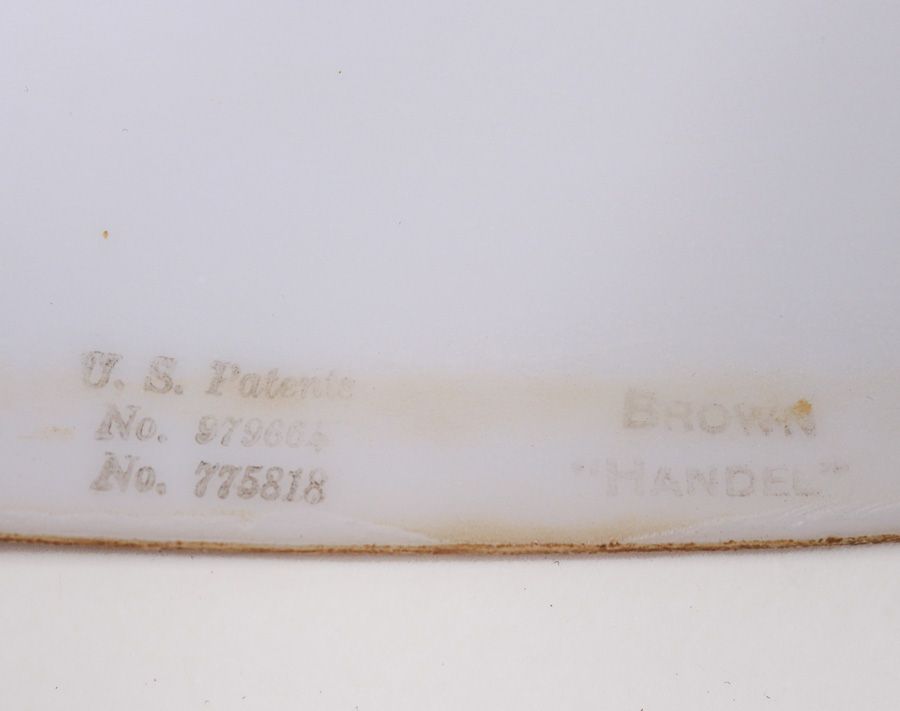 U. S. Patents
No. 979664
No. 775818
BROWN
"HANDEL"